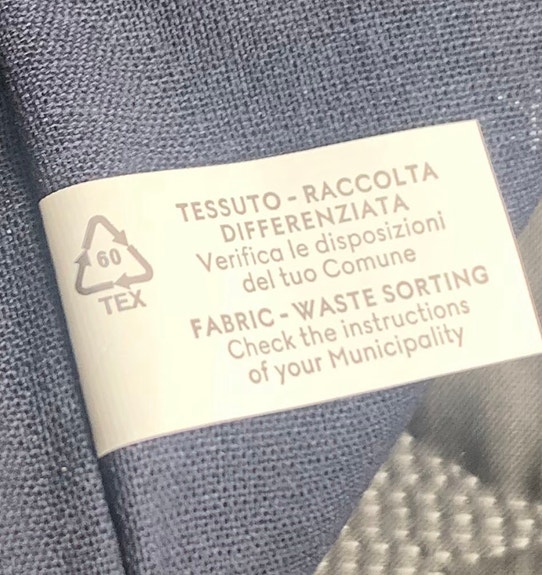 60
TEX
TESSUTO - RACCOLTA
DIFFERENZIATA
Verifica le disposizioni
del tuo Comune
FABRIC - WASTE SORTING
Check the instructions
of your Municipality